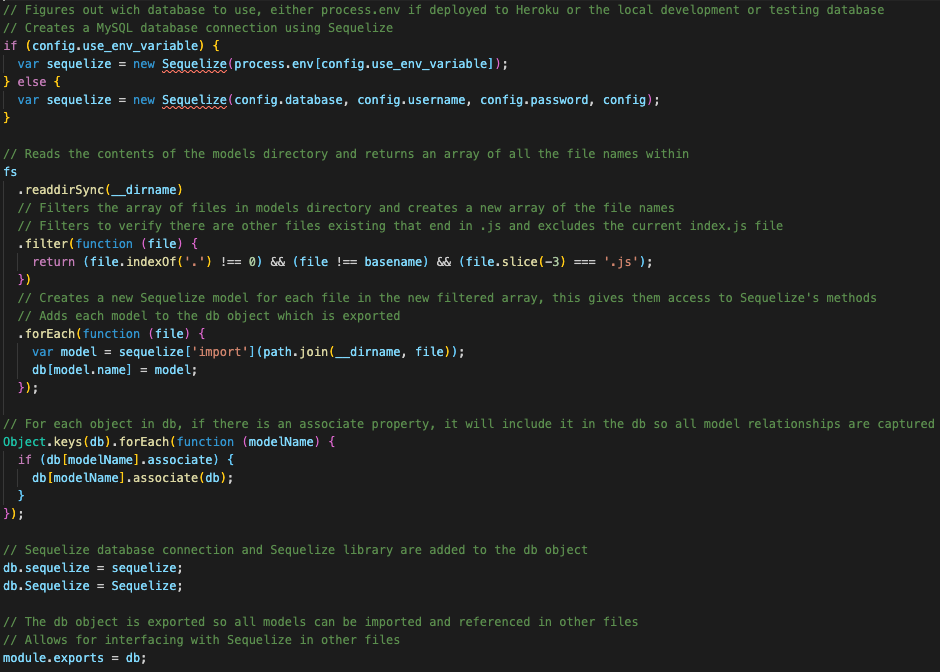 // Figures out wich database to use, either process.env if deployed to Heroku or the local development or testing database
// Creates a MySQL database connection using Sequelize
if (config.use_env_variable) {
  var sequelize = new Sequelize(process.env[config.use_env_variable]);
} else {
  var sequelize = new Sequelize(config.database, config.username, config.password, config);
}

// Reads the contents of the models directory and returns an array of all the file names within
fs
  .readdirSync(__dirname)
  // Filters the array of files in models directory and creates a new array of the file names
  // Filters to verify there are other files existing that end in .js and excludes the current index.js file
  .filter(function (file) {
    return (file.indexOf('.') !== 0) && (file !== basename) && (file.slice(-3) === '.js');
  })
  // Creates a new Sequelize model for each file in the new filtered array, this gives them access to Sequelize's methods
  // Adds each model to the db object which is exported
  .forEach(function (file) {
    var model = sequelize['import'](path.join(__dirname, file));
    db[model.name] = model;
  });

// For each object in db, if there is an associate property, it will include it in the db so all model relationships are captured
Object.keys(db).forEach(function (modelName) {
  if (db[modelName].associate) {
    db[modelName].associate(db);
  }
});

// Sequelize database connection and Sequelize library are added to the db object
db.sequelize = sequelize;
db.Sequelize = Sequelize;

// The db object is exported so all models can be imported and referenced in other files
// Allows for interfacing with Sequelize in other files
module.exports = db;